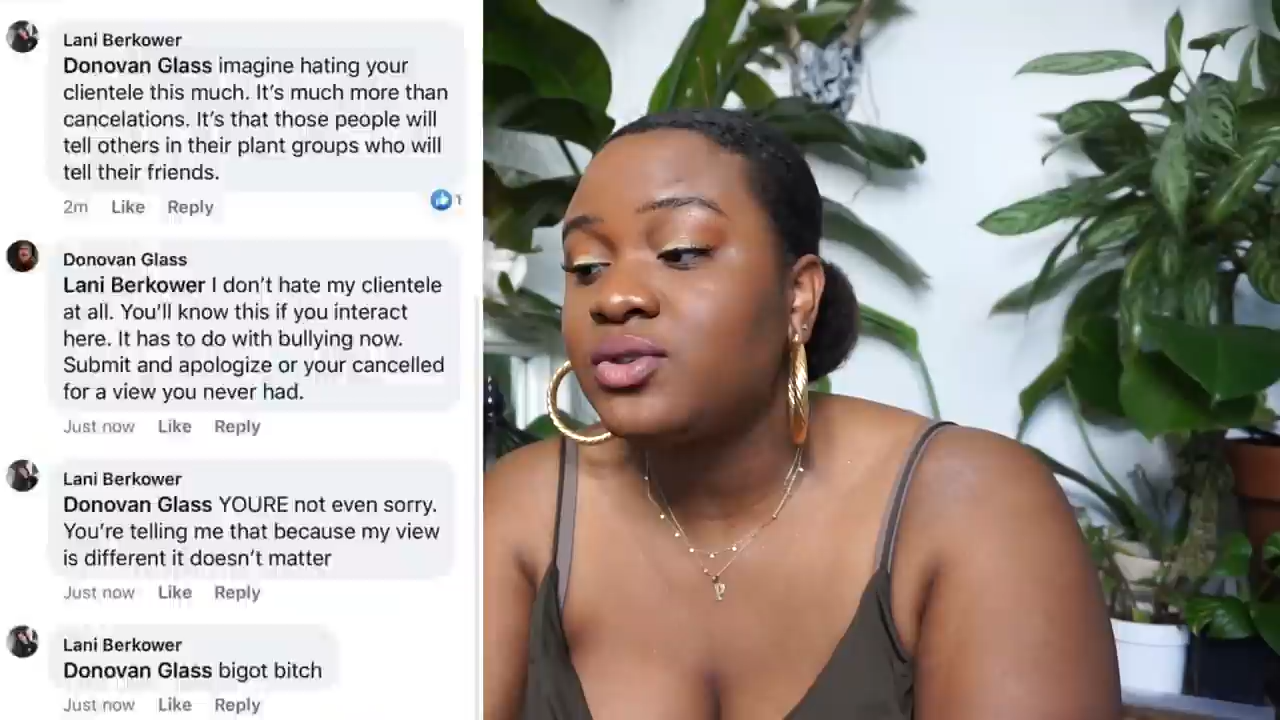 Lani Berkower
Donovan Glass imagine hating your
clientele this much. It's much more than
cancelations. It's that those people will
tell others in their plant groups who will
tell their friends.
2m Like Reply 1
Donovan Glass
Lani Berkower I don't hate my clientele
at all. You'll know this if you interact
here. It has to do with bullying now.
Submit and apologize or your cancelled
for a view you never had.
Just now Like Reply
Lani Berkower
Donovan Glass YOURE not even sorry.
You're telling me that because my view
is different it doesn't matter
Just now Like Reply
Lani Berkower
Donovan Glass bigot bitch
Just now Like Reply